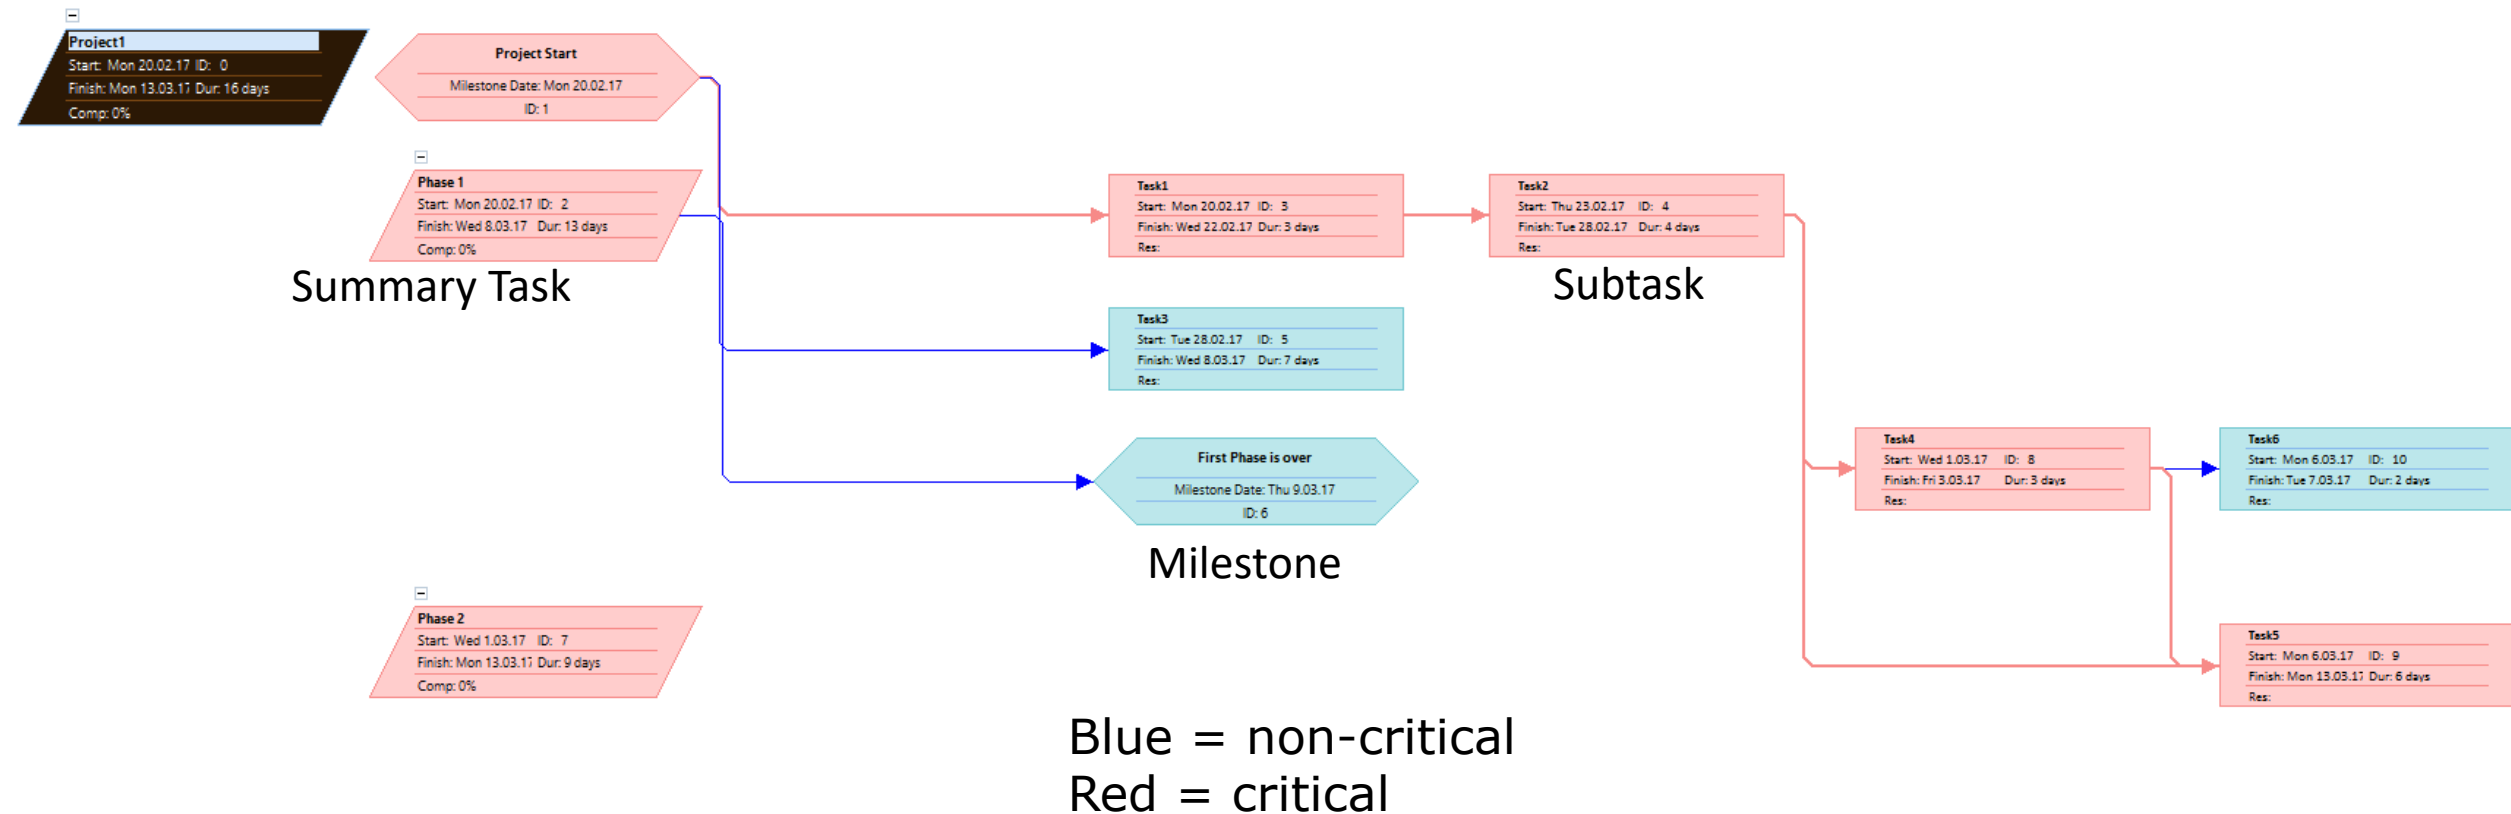 Project1
Start: Mon 20.02.17 ID: 0
Finish: Mon 13.03.17 Dur: 16 days
Comp: 0%
Project Start
Milestone Date: Mon 20.02.17
ID: 1
Phase 1
Start: Mon 20.02.17 ID: 2
Finish: Wed 8.03.17 Dur: 13 days
Comp: 0%
Summary Task
Task1
Start: Mon 20.02.17 ID: 3
Finish: Wed 22.02.17 Dur: 3 days
Res:
Task2
Start: Thu 23.02.17 ID: 4
Finish: Tue 28.02.17 Dur: 4 days
Res:
Subtask
Task3
Start: Tue 28.02.17 ID: 5
Finish: Wed 8.03.17 Dur: 7 days
Res:
First Phase is over
Milestone Date: Thu 9.03.17
ID: 6
Milestone
Task4
Start: Wed 1.03.17 ID: 8
Finish: Fri 3.03.17 Dur: 3 days
Res:
Task6
Start: Mon 6.03.17 ID: 10
Finish: Tue 7.03.17 Dur: 2 days
Res:
Phase 2
Start: Wed 1.03.17 ID: 7
Finish: Mon 13.03.17 Dur: 9 days
Comp: 0%
Task5
Start: Mon 6.03.17 ID: 9
Finish: Mon 13.03.17 Dur: 6 days
Res:
Blue = non-critical
Red = critical